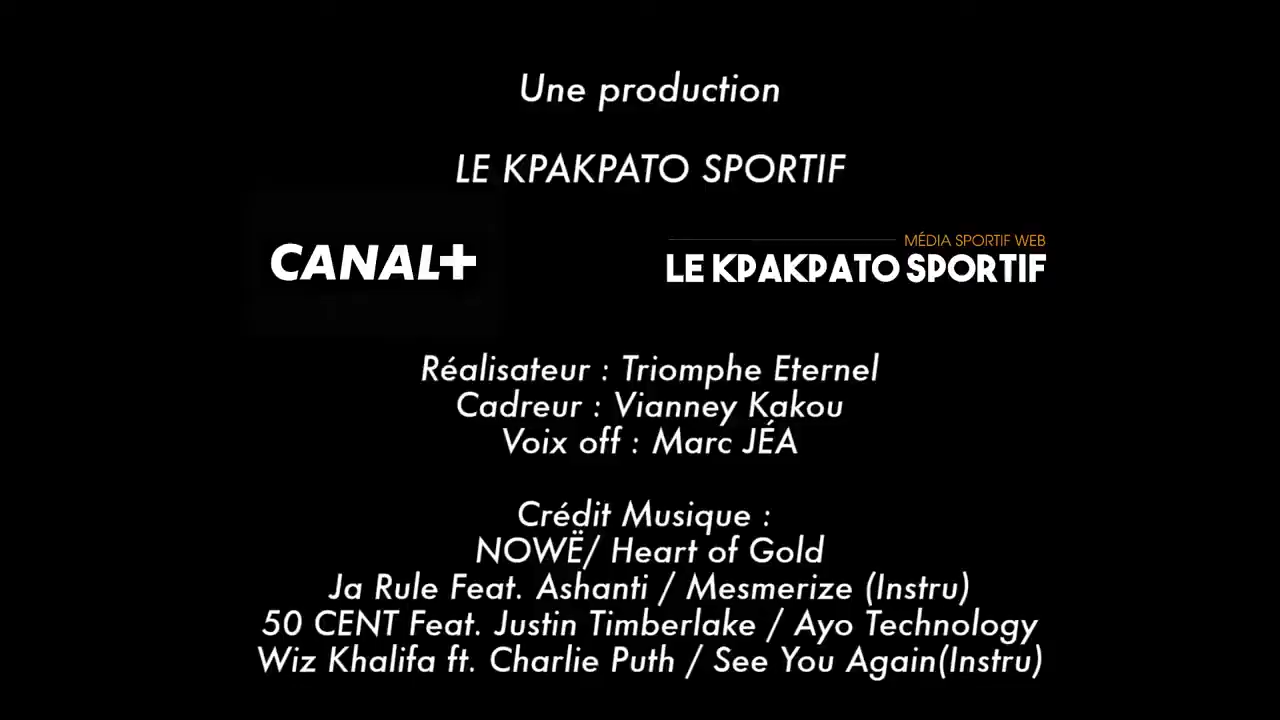 Une production
LE KPAKPATO SPORTIF
CANAL+
MÉDIA SPORTIF WEB
LE KPAKPATO SPORTIF
Réalisateur : Triomphe Eternel
Cadreur : Vianney Kakou
Voix off : Marc JÉA
Crédit Musique :
NOWË/ Heart of Gold
Ja Rule Feat. Ashanti / Mesmerize (Instru)
50 CENT Feat. Justin Timberlake / Ayo Technology
Wiz Khalifa ft. Charlie Puth / See You Again(Instru)